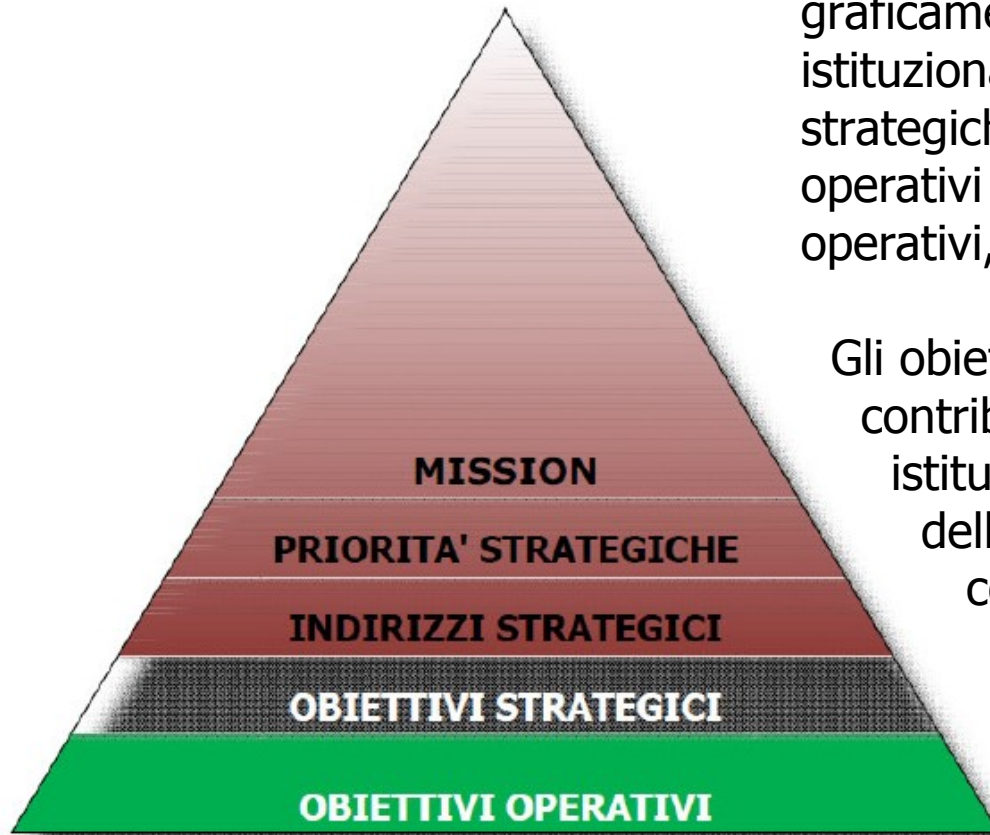 graficame
istituziona
strategich
operativi
operativi,
Gli obiet
contrib
istitu
dell
co
MISSION
PRIORITA' STRATEGICHE
INDIRIZZI STRATEGICI
OBIETTIVI STRATEGICI
OBIETTIVI OPERATIVI